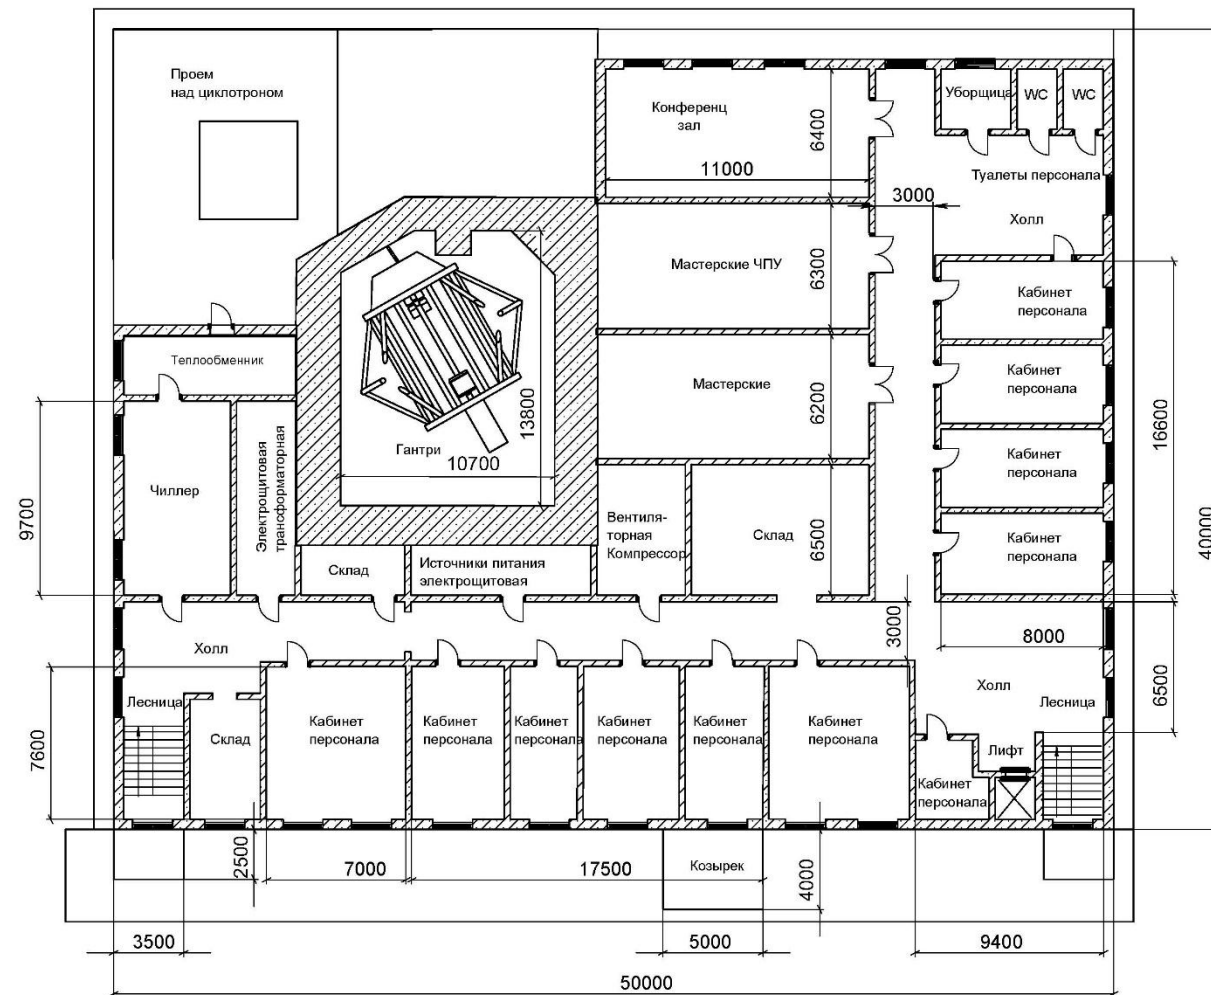 Проем
над циклотроном
Конференц
зал
6400
11000
Уборщица
WC
WC
Туалеты персонала
3000
Холл
Мастерские ЧПУ
6300
Кабинет
персонала
Теплообменник
Мастерские
6200
Кабинет
персонала
16600
40000
13800
Гантри
10700
Электрощитовая
трансформаторная
Чиллер
9700
Кабинет
персонала
Вентиля-
торная
Компрессор
Склад
6500
Кабинет
персонала
Склад
Источники питания
электрощитовая
Холл
3000
8000
6500
Холл
Лесница
Лесница
7600
Склад
Кабинет
персонала
Кабинет
персонала
Кабинет
персонала
Кабинет
персонала
Кабинет
персонала
Кабинет
персонала
Лифт
Кабинет
персонала
2500
7000
17500
Козырек
4000
3500
5000
9400
50000